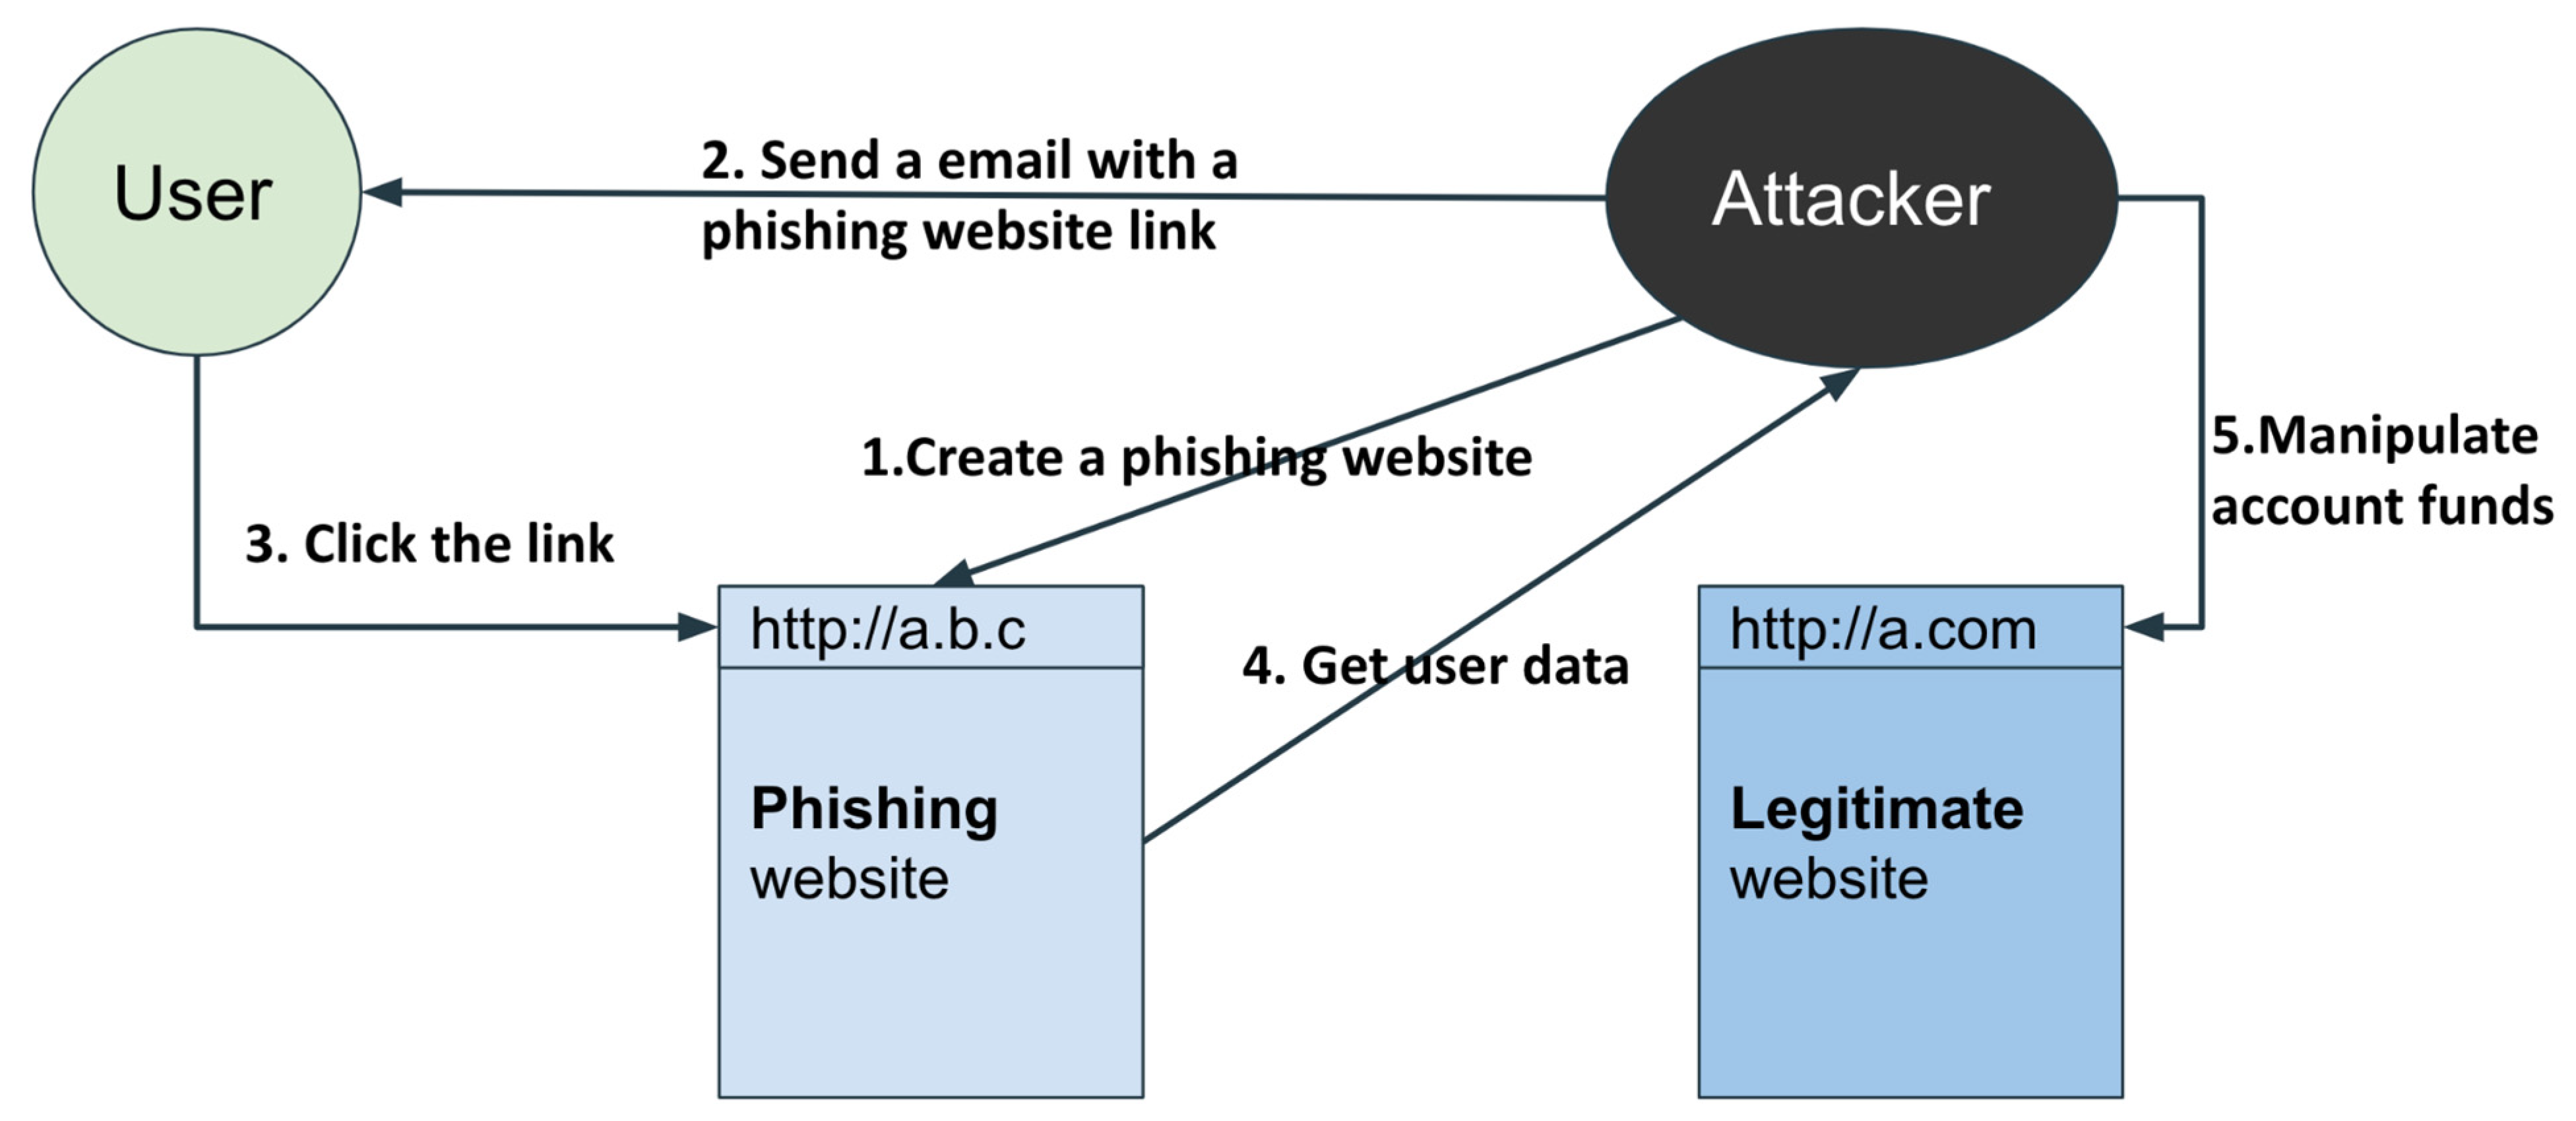 User
2. Send a email with a
phishing website link
Attacker
1.Create a phishing website
5.Manipulate
account funds
3. Click the link
http://a.b.c
4. Get user data
http://a.com
Phishing
website
Legitimate
website